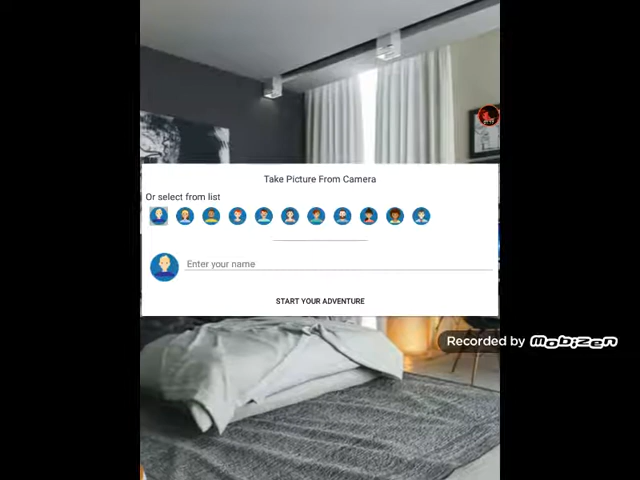 Take Picture From Camera
Or select from list
Enter your name
START YOUR ADVENTURE
Recorded by mobizen